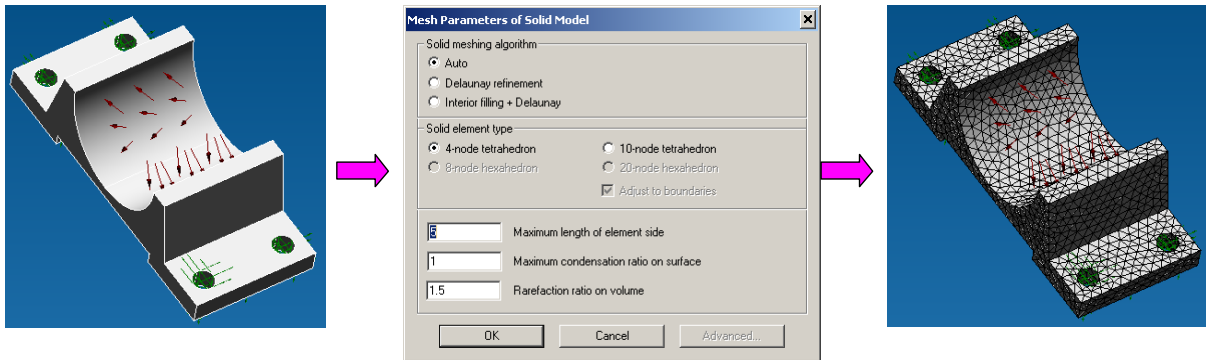 Mesh Parameters of Solid Model
Solid meshing algorithm
Auto
Delaunay refinement
Interior filling + Delaunay
Solid element type
4-node tetrahedron
10-node tetrahedron
8-node hexahedron
20-node hexahedron
Adjust to boundaries
5 Maximum length of element side
1 Maximum condensation ratio on surface
1.5 Rarefaction ratio on volume
OK Cancel Advanced...